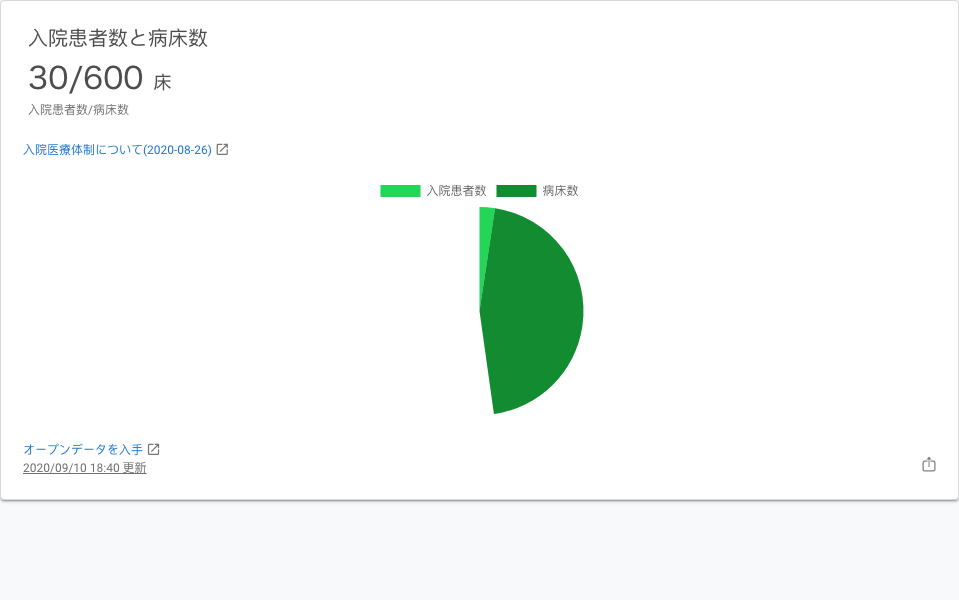 入院患者数と病床数
30/600 床
入院患者数/病床数
入院医療体制について(2020-08-26)
入院患者数 病床数
オープンデータを入手
2020/09/10 18:40 更新